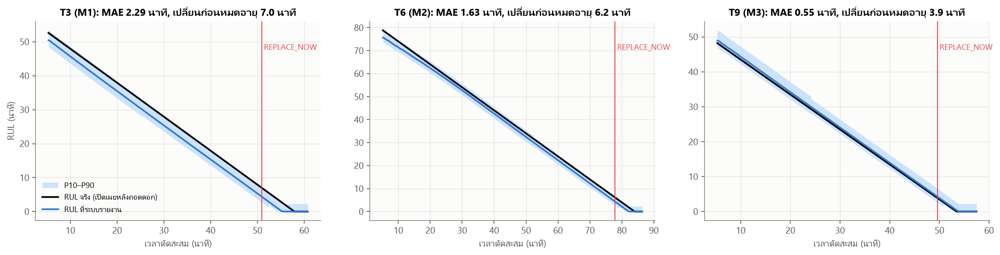 T3 (M1): MAE 2.29 นาที, เปลี่ยนก่อนหมดอายุ 7.0 นาที
RUL (นาที)
50
40
30
20
10
0
REPLACE_NOW
P10–P90
RUL จริง (เปิดเผยหลังถอดดอก)
RUL ที่ระบบรายงาน
10 20 30 40 50 60
เวลาตัดสะสม (นาที)
T6 (M2): MAE 1.63 นาที, เปลี่ยนก่อนหมดอายุ 6.2 นาที
80
70
60
50
40
30
20
10
0
REPLACE_NOW
10 20 30 40 50 60 70 80 90
เวลาตัดสะสม (นาที)
T9 (M3): MAE 0.55 นาที, เปลี่ยนก่อนหมดอายุ 3.9 นาที
50
40
30
20
10
0
REPLACE_NOW
10 20 30 40 50 60
เวลาตัดสะสม (นาที)